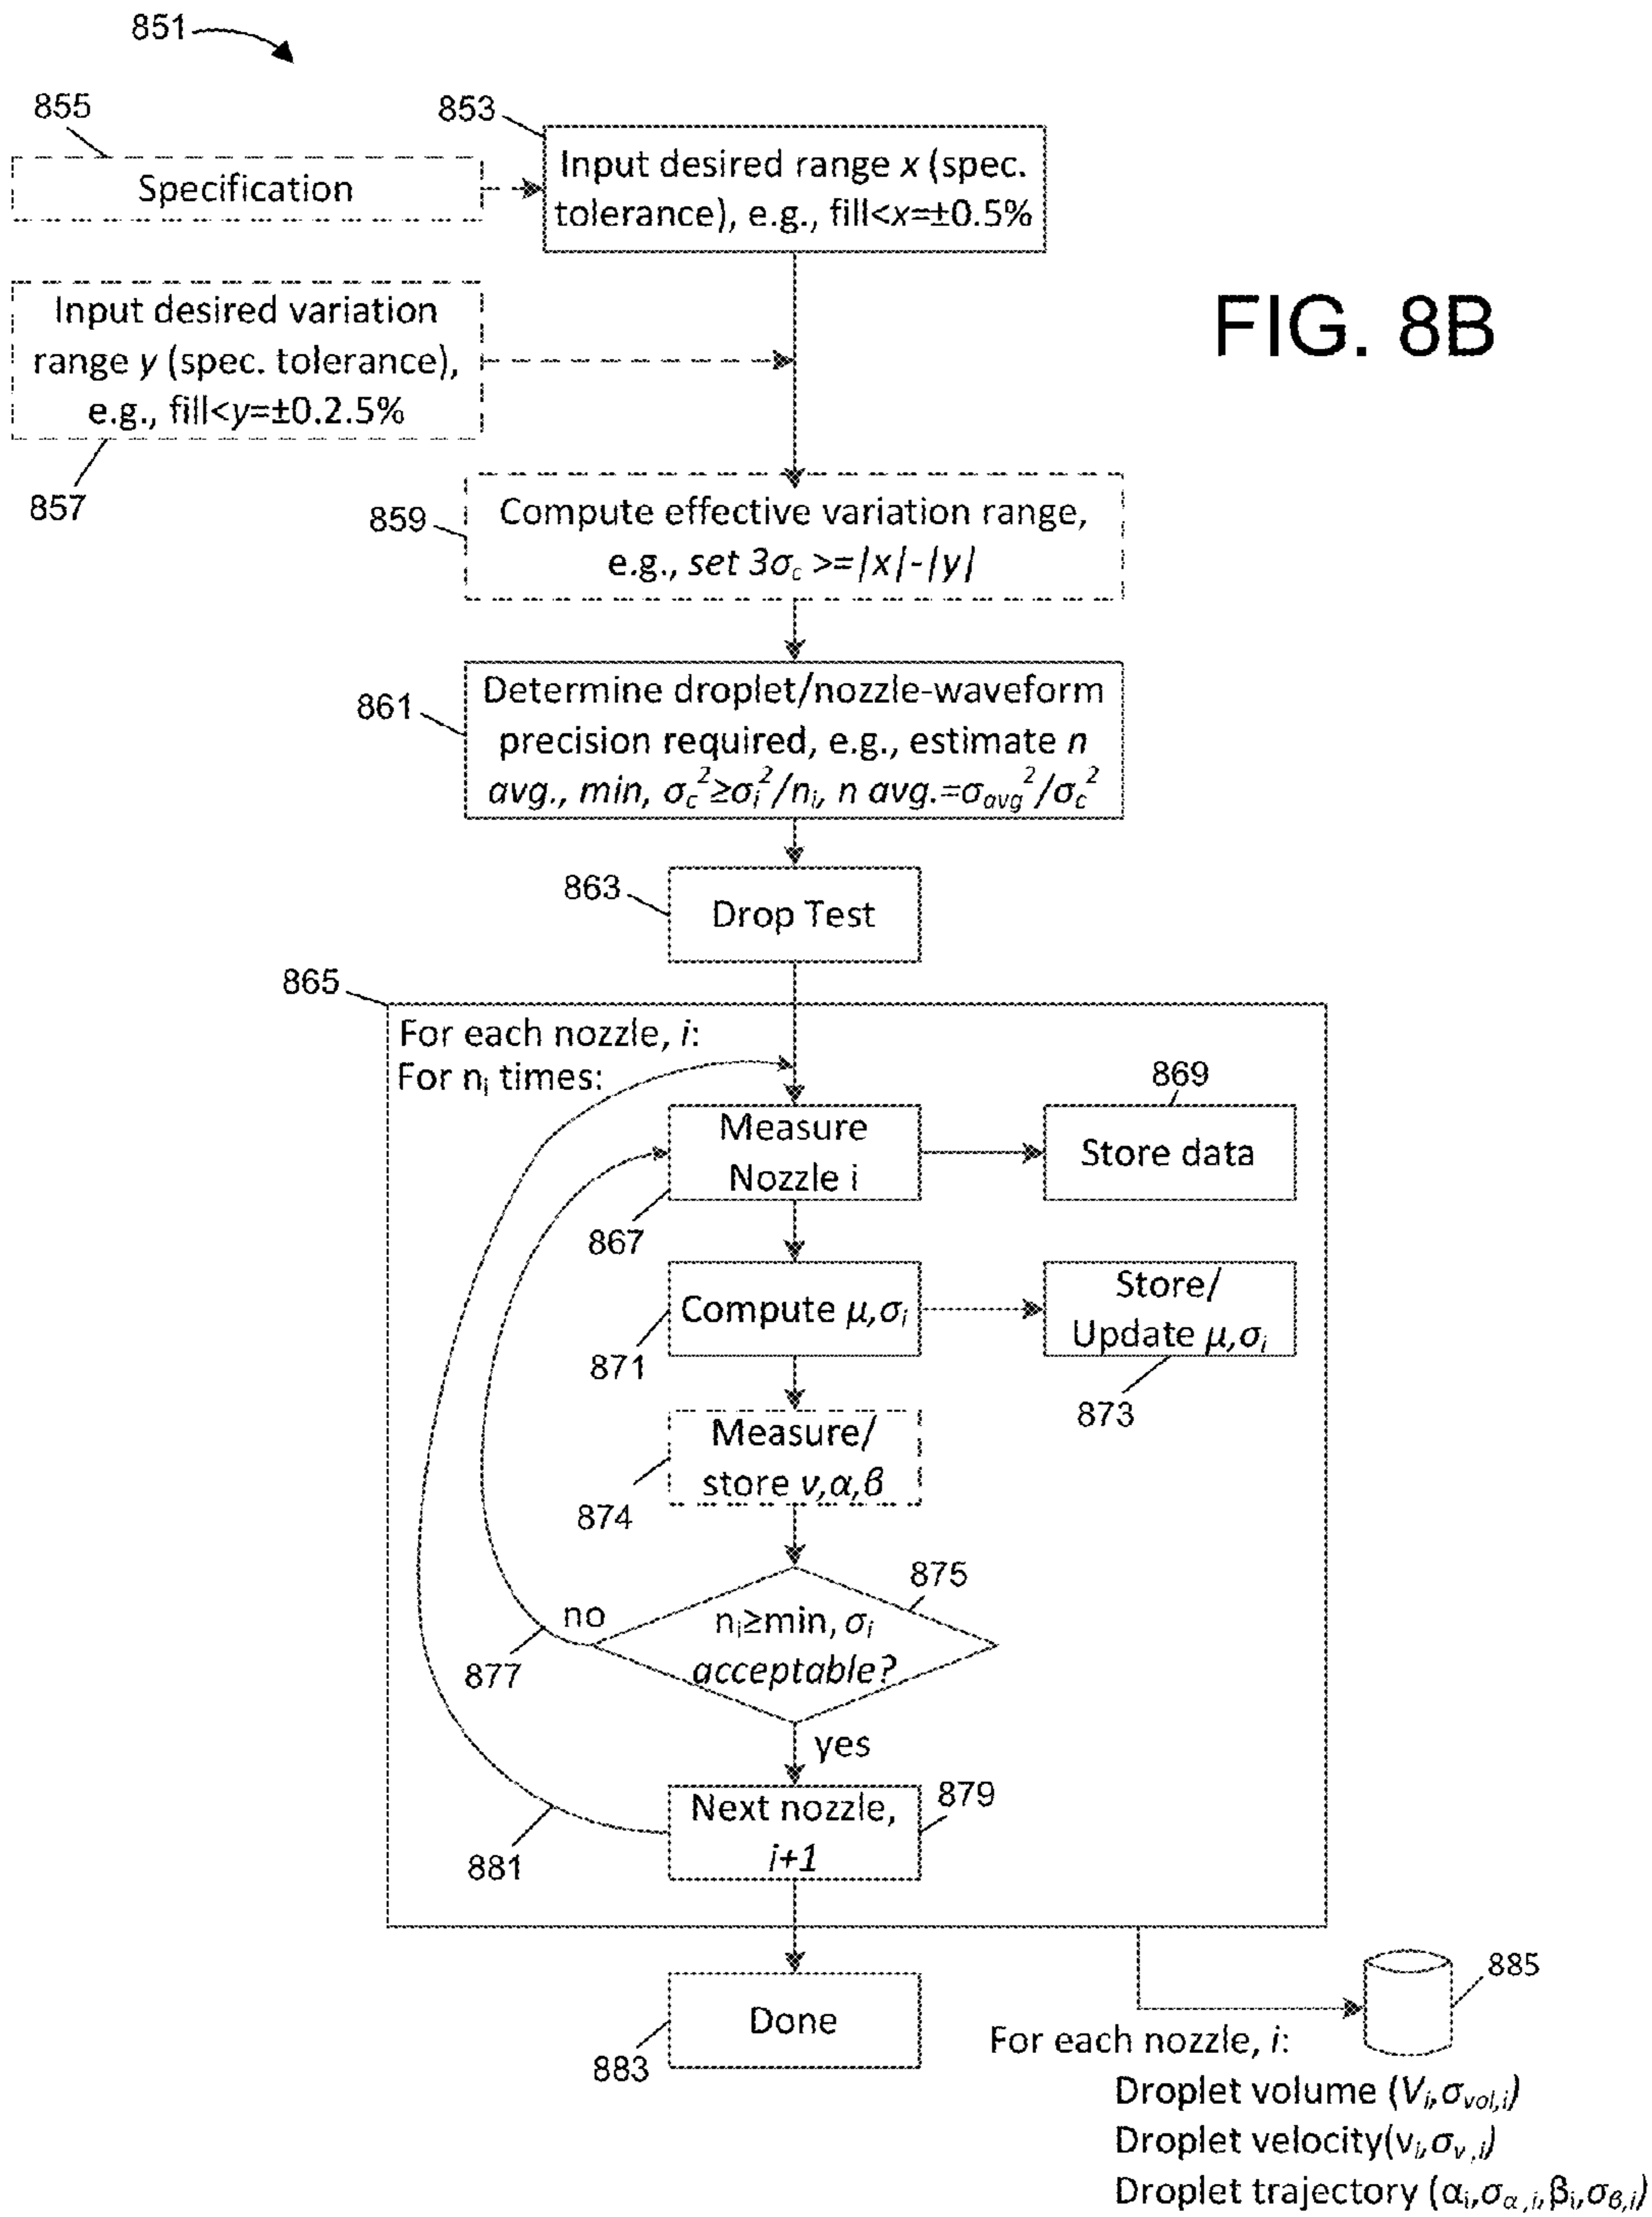 851
855
853
Specification
Input desired range x (spec.
tolerance), e.g., fill<x=±0.5%
FIG. 8B
Input desired variation
range y (spec. tolerance),
e.g., fill<y=±0.2.5%
857
859
Compute effective variation range,
e.g., set 3σc >=|x|-|y|
861
Determine droplet/nozzle-waveform
precision required, e.g., estimate n
avg., min, σc²≥σi²/ni, n avg.=σavg²/σc²
863
Drop Test
865
For each nozzle, i:
For ni times:
869
Measure
Nozzle i
Store data
867
Compute μ,σi
Store/
Update μ,σi
871
873
Measure/
store v,α,β
874
875
no
ni≥min, σi
acceptable?
877
yes
879
Next nozzle,
i+1
881
885
Done
883
For each nozzle, i:
Droplet volume (Vi,σvol,i)
Droplet velocity(vi,σv,i)
Droplet trajectory (αi,σα,i,βi,σβ,i)